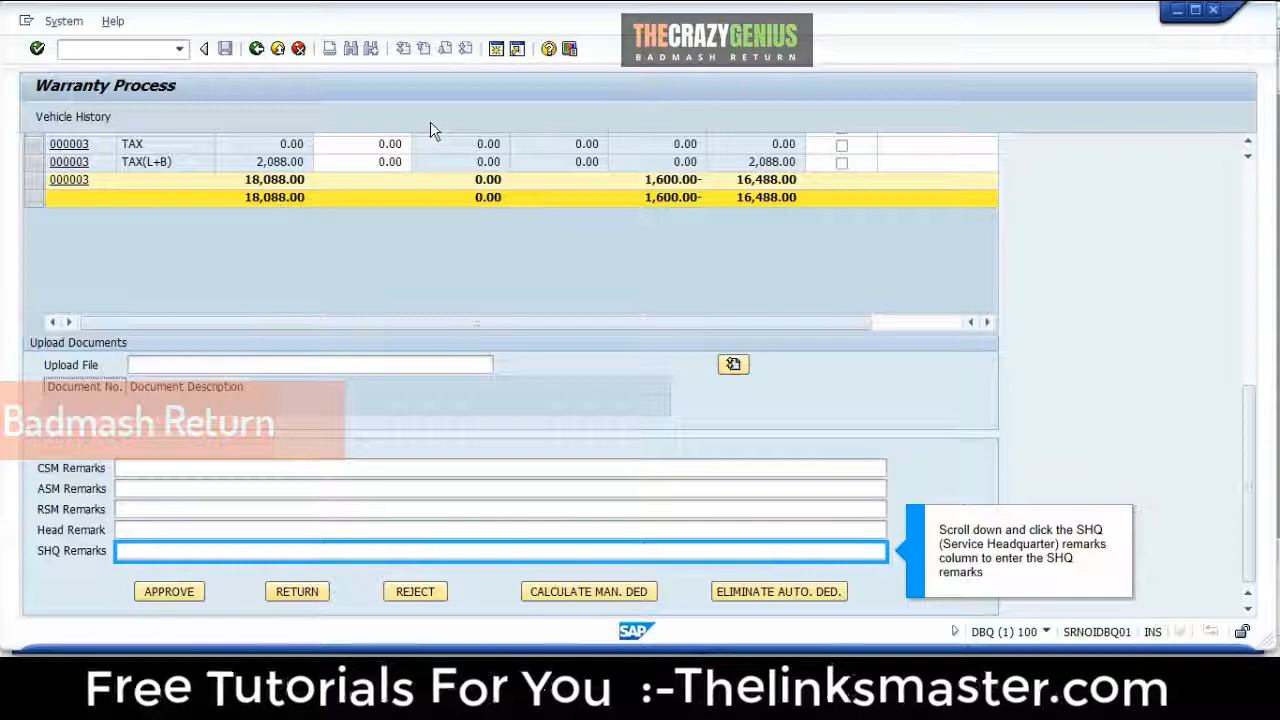 System Help
THECRAZYGENIUS
BADMASH RETURN
Warranty Process
Vehicle History
000003 TAX 0.00 0.00 0.00 0.00 0.00 0.00
000003 TAX(L+B) 2,088.00 0.00 0.00 0.00 0.00 2,088.00
000003 18,088.00 0.00 1,600.00- 16,488.00
18,088.00 0.00 1,600.00- 16,488.00
Upload Documents
Upload File
Document No. Document Description
Badmash Return
CSM Remarks
ASM Remarks
RSM Remarks
Head Remark
SHQ Remarks
Scroll down and click the SHQ
(Service Headquarter) remarks
column to enter the SHQ
remarks
APPROVE RETURN REJECT CALCULATE MAN. DED ELIMINATE AUTO. DED.
SAP DBQ (1) 100 SRNOIDBQ01 INS
Free Tutorials For You :-Thelinksmaster.com